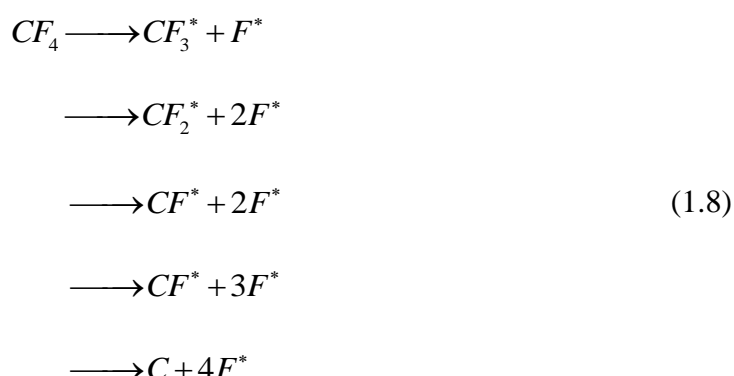 CF₄ ⟶ CF₃* + F*
⟶ CF₂* + 2F*
⟶ CF* + 2F* (1.8)
⟶ CF* + 3F*
⟶ C + 4F*